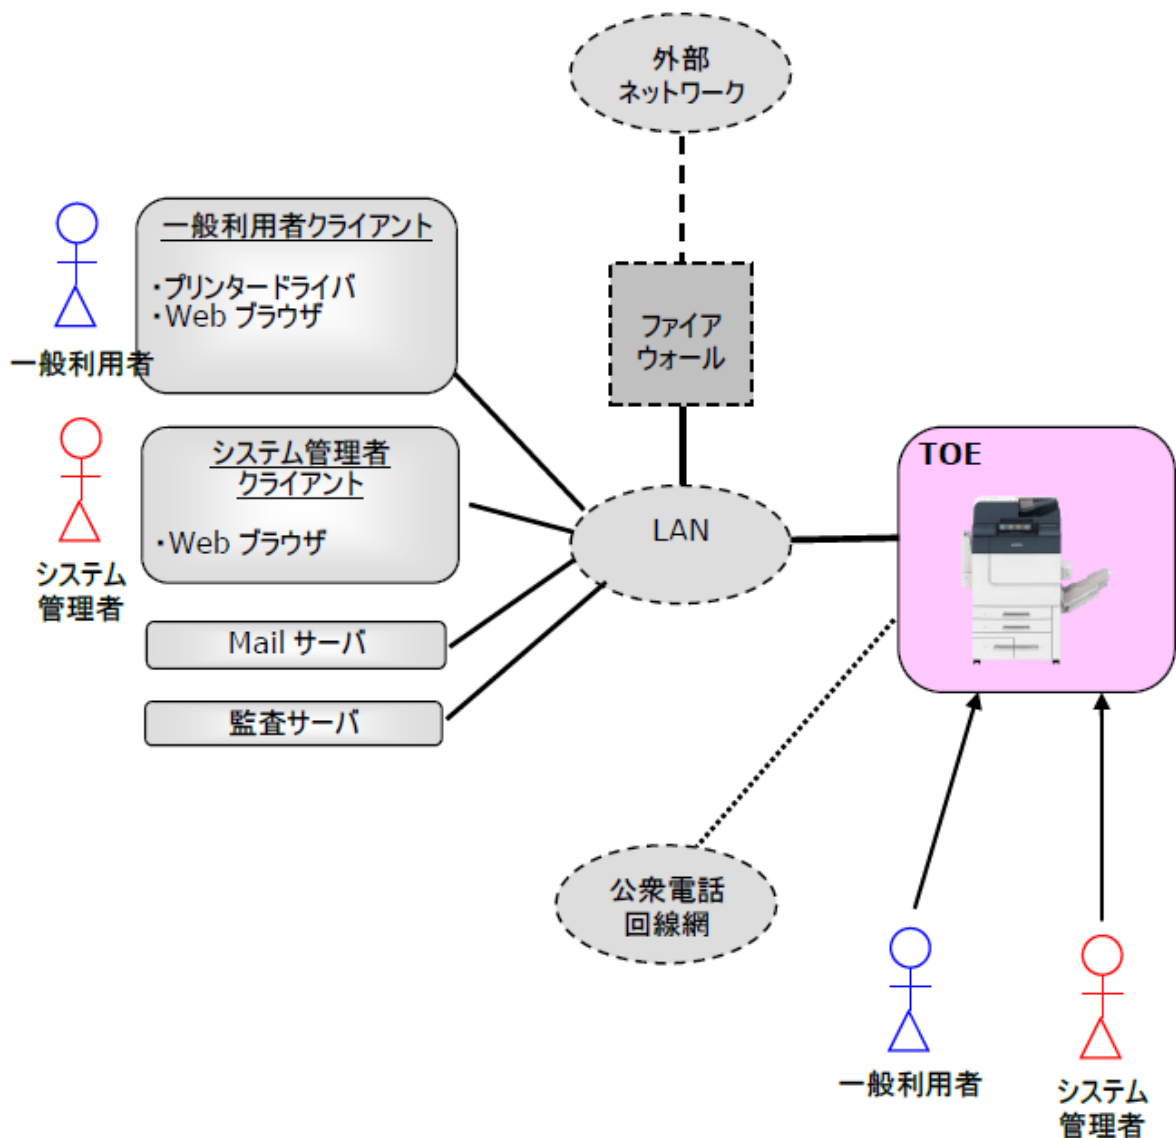 外部
ネットワーク
一般利用者クライアント
・プリンタードライバ
・Web ブラウザ
一般利用者
ファイア
ウォール
システム管理者
クライアント
・Web ブラウザ
システム
管理者
LAN
TOE
Mail サーバ
監査サーバ
公衆電話
回線網
一般利用者
システム
管理者